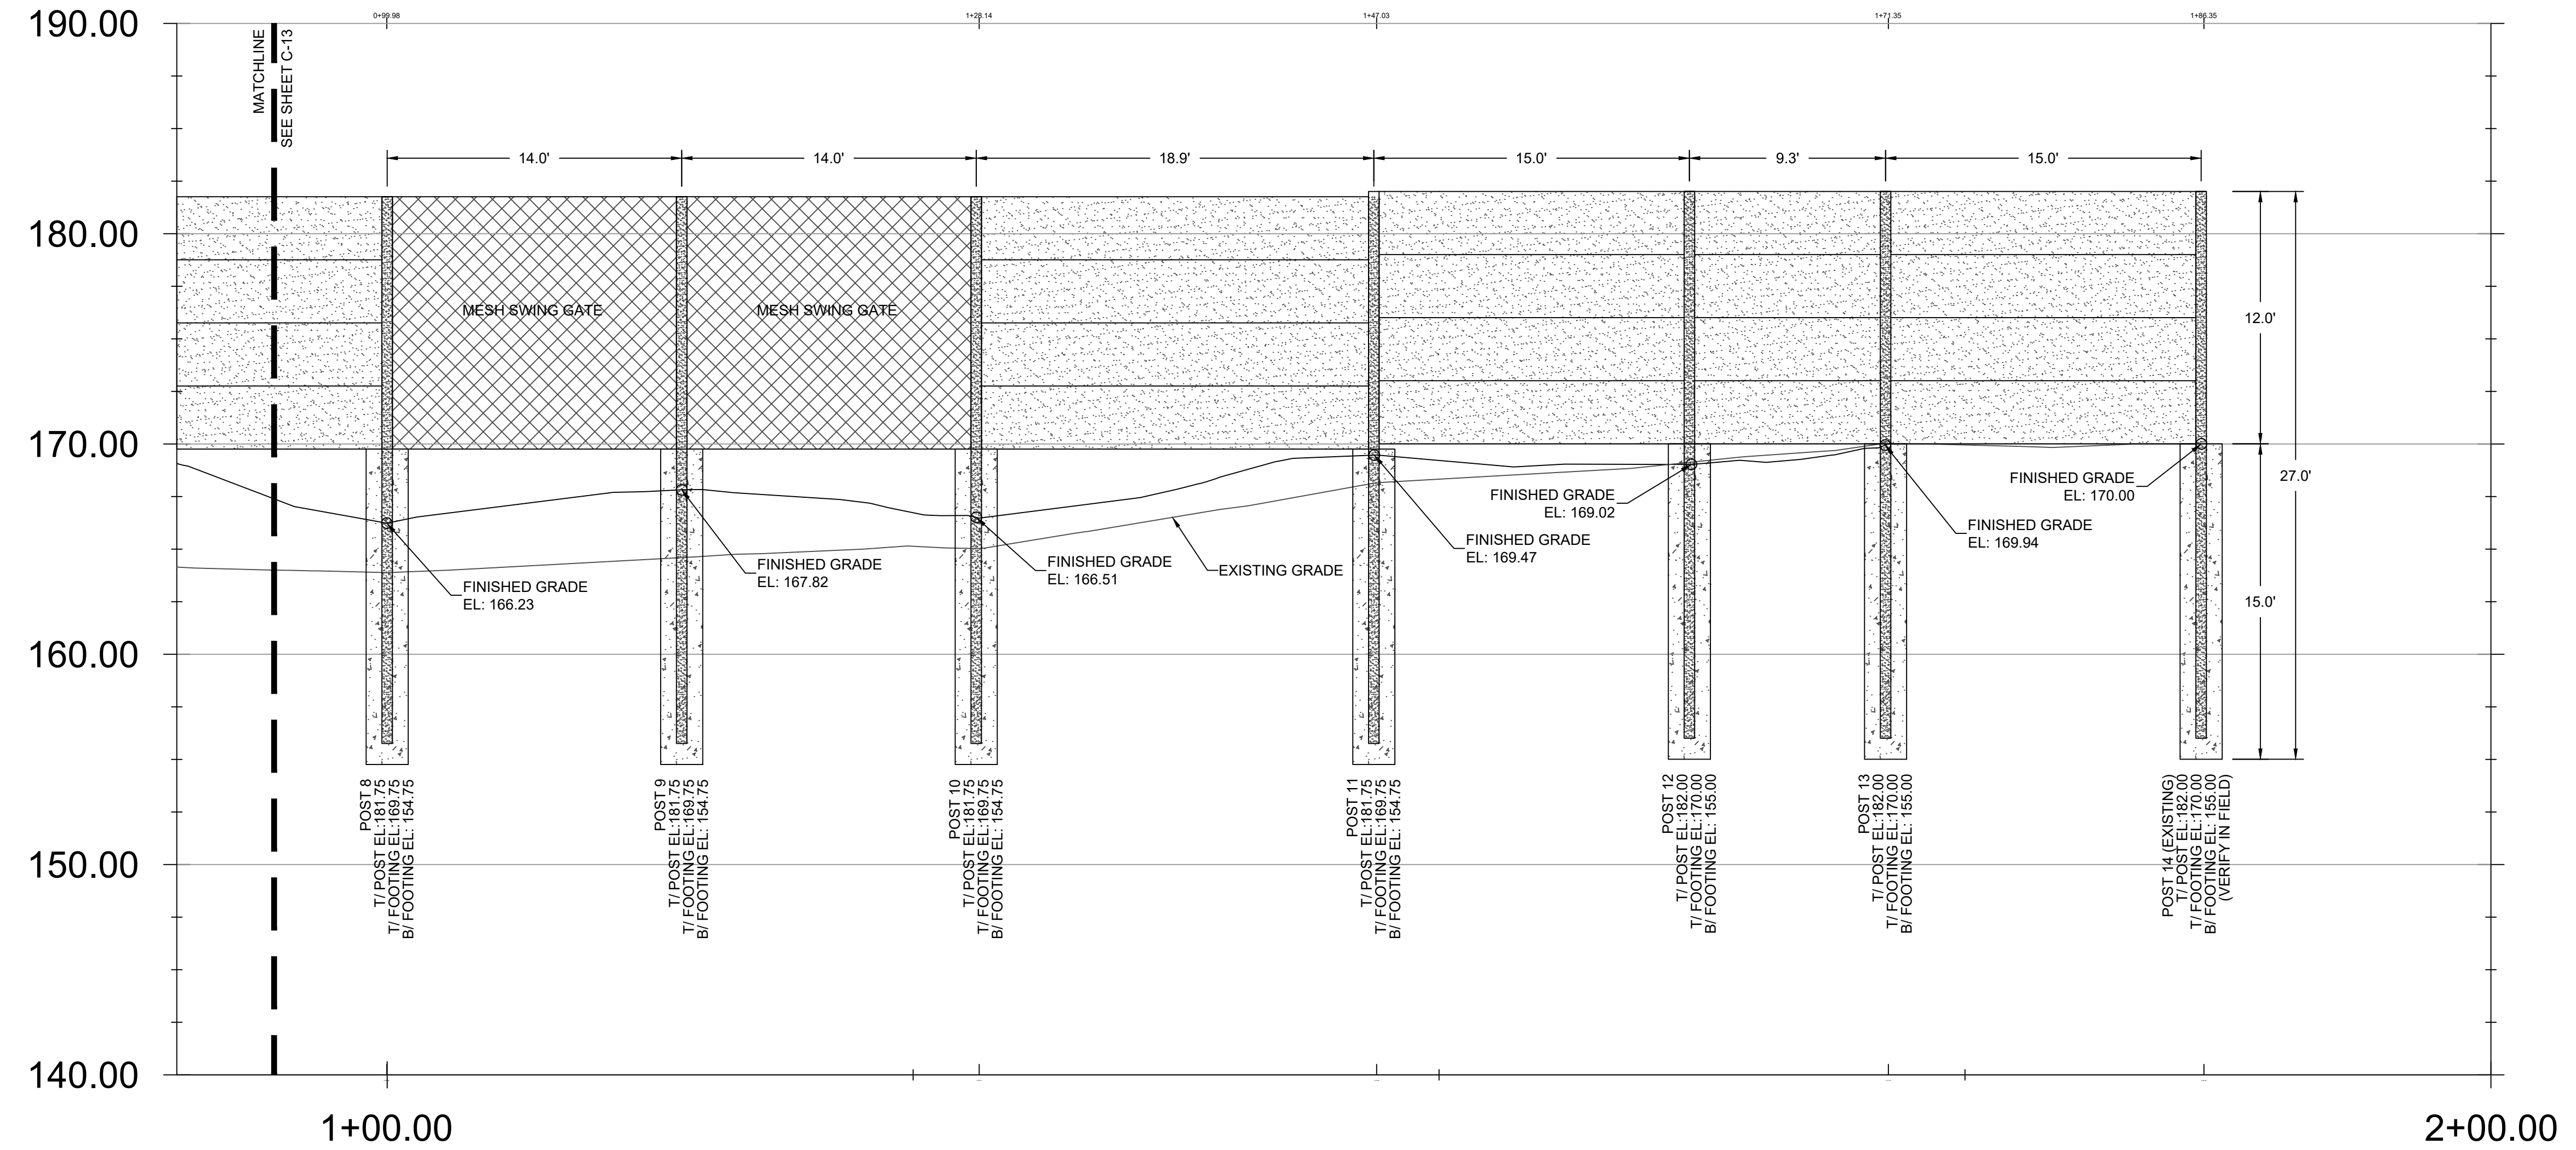 190.00
180.00
170.00
160.00
150.00
140.00
0+99.98
1+28.14
1+47.03
1+71.35
1+86.35
MATCHLINE
SEE SHEET C-13
14.0'
14.0'
18.9'
15.0'
9.3'
15.0'
MESH SWING GATE
MESH SWING GATE
12.0'
27.0'
15.0'
FINISHED GRADE
EL: 166.23
FINISHED GRADE
EL: 167.82
FINISHED GRADE
EL: 166.51
EXISTING GRADE
FINISHED GRADE
EL: 169.47
FINISHED GRADE
EL: 169.02
FINISHED GRADE
EL: 169.94
FINISHED GRADE
EL: 170.00
POST 8
T/ POST EL:181.75
T/ FOOTING EL:169.75
B/ FOOTING EL: 154.75
POST 9
T/ POST EL:181.75
T/ FOOTING EL:169.75
B/ FOOTING EL: 154.75
POST 10
T/ POST EL:181.75
T/ FOOTING EL:169.75
B/ FOOTING EL: 154.75
POST 11
T/ POST EL:181.75
T/ FOOTING EL:169.75
B/ FOOTING EL: 154.75
POST 12
T/ POST EL:182.00
T/ FOOTING EL:170.00
B/ FOOTING EL: 155.00
POST 13
T/ POST EL:182.00
T/ FOOTING EL:170.00
B/ FOOTING EL: 155.00
POST 14 (EXISTING)
T/ POST EL:182.00
T/ FOOTING EL:170.00
B/ FOOTING EL: 155.00
(VERIFY IN FIELD)
1+00.00
2+00.00